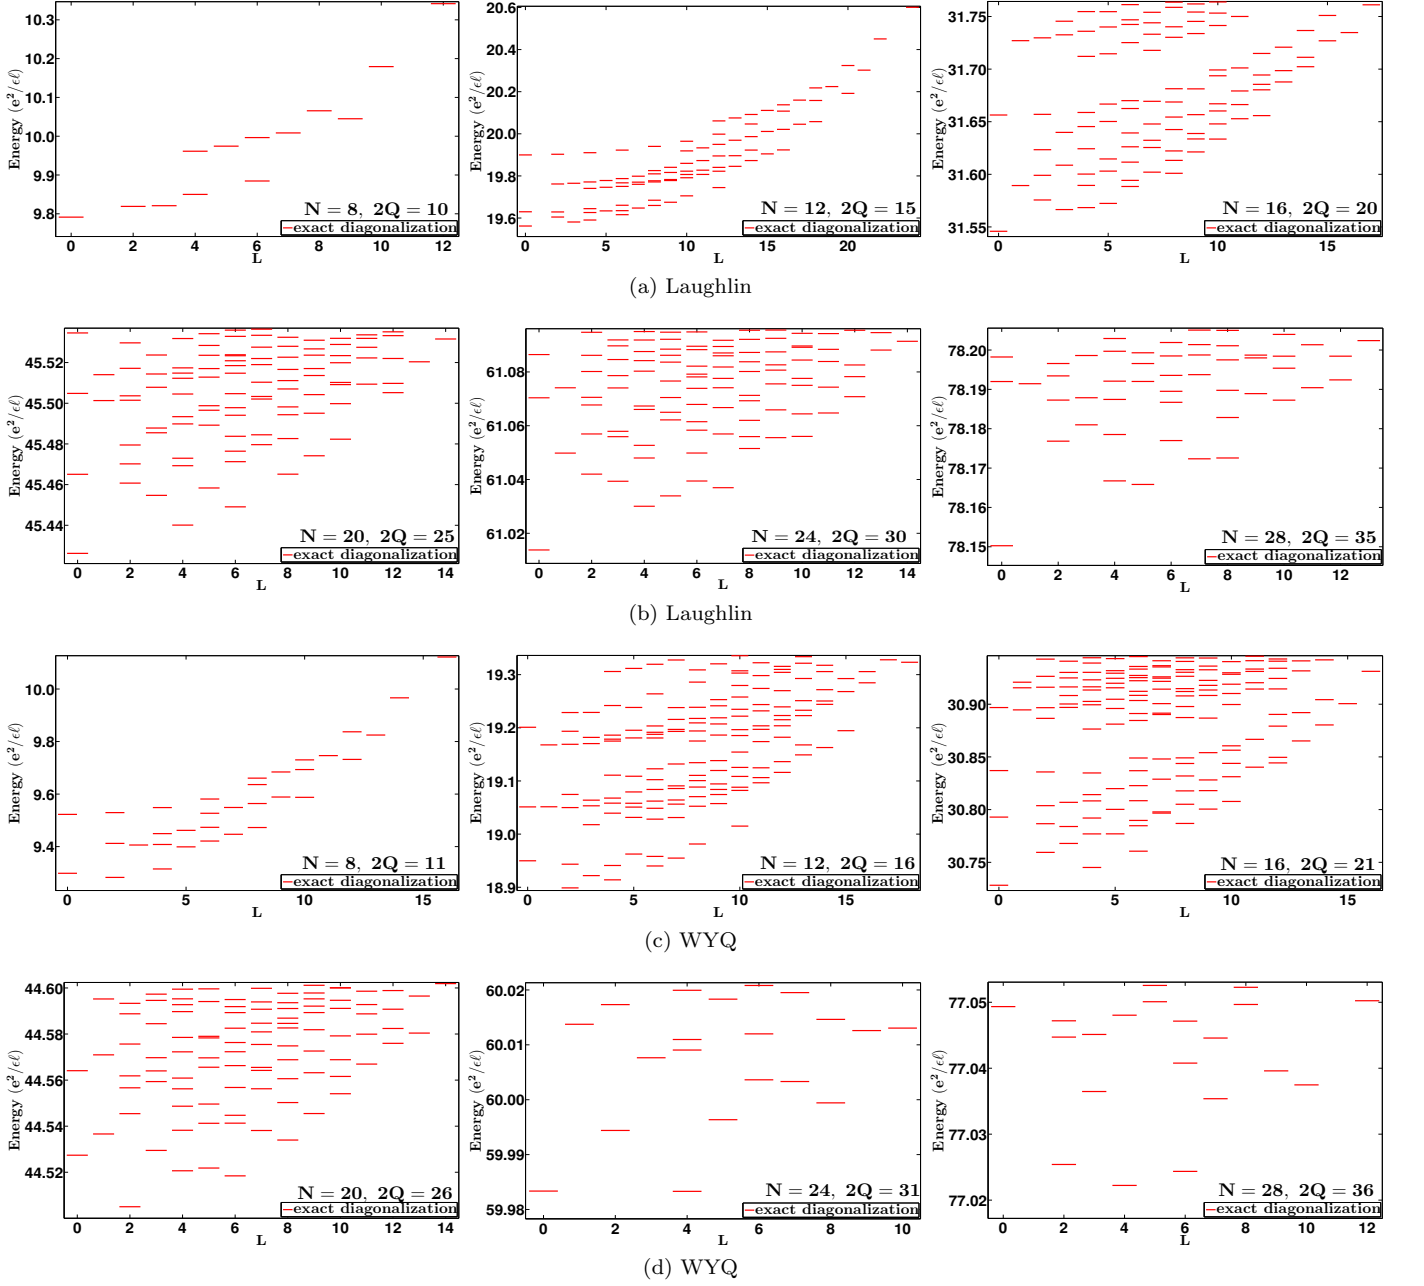 10.3
10.2
10.1
10.0
9.9
9.8
Energy (e²/ϵℓ)
0 2 4 6 8 10 12
L
N = 8, 2Q = 10
exact diagonalization
20.6
20.4
20.2
20.0
19.8
19.6
Energy (e²/ϵℓ)
0 5 10 15 20
L
N = 12, 2Q = 15
exact diagonalization
31.75
31.70
31.65
31.60
31.55
Energy (e²/ϵℓ)
0 5 10 15
L
N = 16, 2Q = 20
exact diagonalization
(a) Laughlin
45.52
45.50
45.48
45.46
45.44
Energy (e²/ϵℓ)
0 2 4 6 8 10 12 14
L
N = 20, 2Q = 25
exact diagonalization
61.08
61.06
61.04
61.02
Energy (e²/ϵℓ)
0 2 4 6 8 10 12 14
L
N = 24, 2Q = 30
exact diagonalization
78.20
78.19
78.18
78.17
78.16
78.15
Energy (e²/ϵℓ)
0 2 4 6 8 10 12
L
N = 28, 2Q = 35
exact diagonalization
(b) Laughlin
10.0
9.8
9.6
9.4
Energy (e²/ϵℓ)
0 5 10 15
L
N = 8, 2Q = 11
exact diagonalization
19.3
19.2
19.1
19.0
18.9
Energy (e²/ϵℓ)
0 5 10 15
L
N = 12, 2Q = 16
exact diagonalization
30.90
30.85
30.80
30.75
Energy (e²/ϵℓ)
0 5 10 15
L
N = 16, 2Q = 21
exact diagonalization
(c) WYQ
44.60
44.58
44.56
44.54
44.52
Energy (e²/ϵℓ)
0 2 4 6 8 10 12 14
L
N = 20, 2Q = 26
exact diagonalization
60.02
60.01
60.00
59.99
59.98
Energy (e²/ϵℓ)
0 2 4 6 8 10
L
N = 24, 2Q = 31
exact diagonalization
77.05
77.04
77.03
77.02
Energy (e²/ϵℓ)
0 2 4 6 8 10 12
L
N = 28, 2Q = 36
exact diagonalization
(d) WYQ